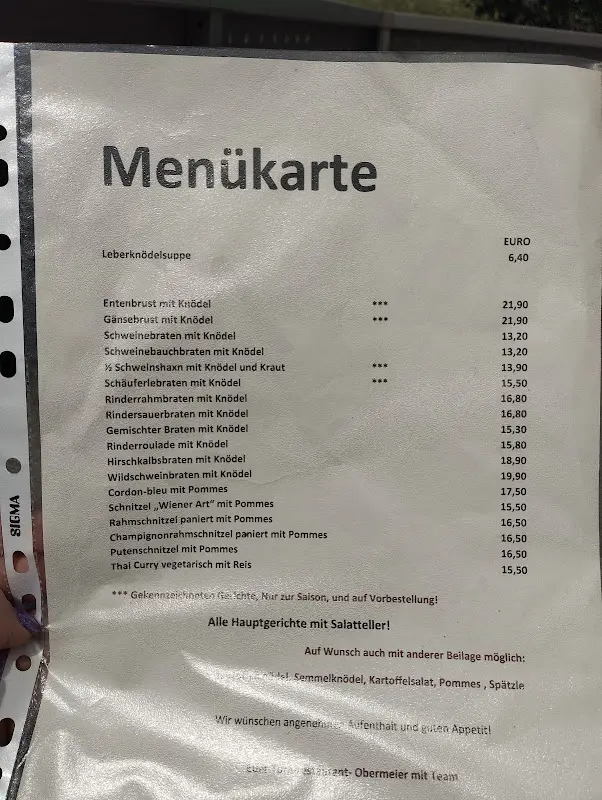 Menükarte
EURO
Leberknödelsuppe 6,40
Entenbrust mit Knödel *** 21,90
Gänsebrust mit Knödel *** 21,90
Schweinebraten mit Knödel 13,20
Schweinebauchbraten mit Knödel 13,20
½ Schweinshaxn mit Knödel und Kraut *** 13,90
Schäuferlebraten mit Knödel *** 15,50
Rinderrahmbraten mit Knödel 16,80
Rindersauerbraten mit Knödel 16,80
Gemischter Braten mit Knödel 15,30
Rinderroulade mit Knödel 15,80
Hirschkalbsbraten mit Knödel 18,90
Wildschweinbraten mit Knödel 19,90
Cordon-bleu mit Pommes 17,50
Schnitzel „Wiener Art" mit Pommes 15,50
Rahmschnitzel paniert mit Pommes 16,50
Champignonrahmschnitzel paniert mit Pommes 16,50
Putenschnitzel mit Pommes 16,50
Thai Curry vegetarisch mit Reis 15,50
*** Gekennzeichneten Gerichte, Nur zur Saison, und auf Vorbestellung!
Alle Hauptgerichte mit Salatteller!
Auf Wunsch auch mit anderer Beilage möglich:
Semmelknödel, Kartoffelsalat, Pommes , Spätzle
Wir wünschen angenehmen Aufenthalt und guten Appetit!
Obermeier mit Team
SIGMA